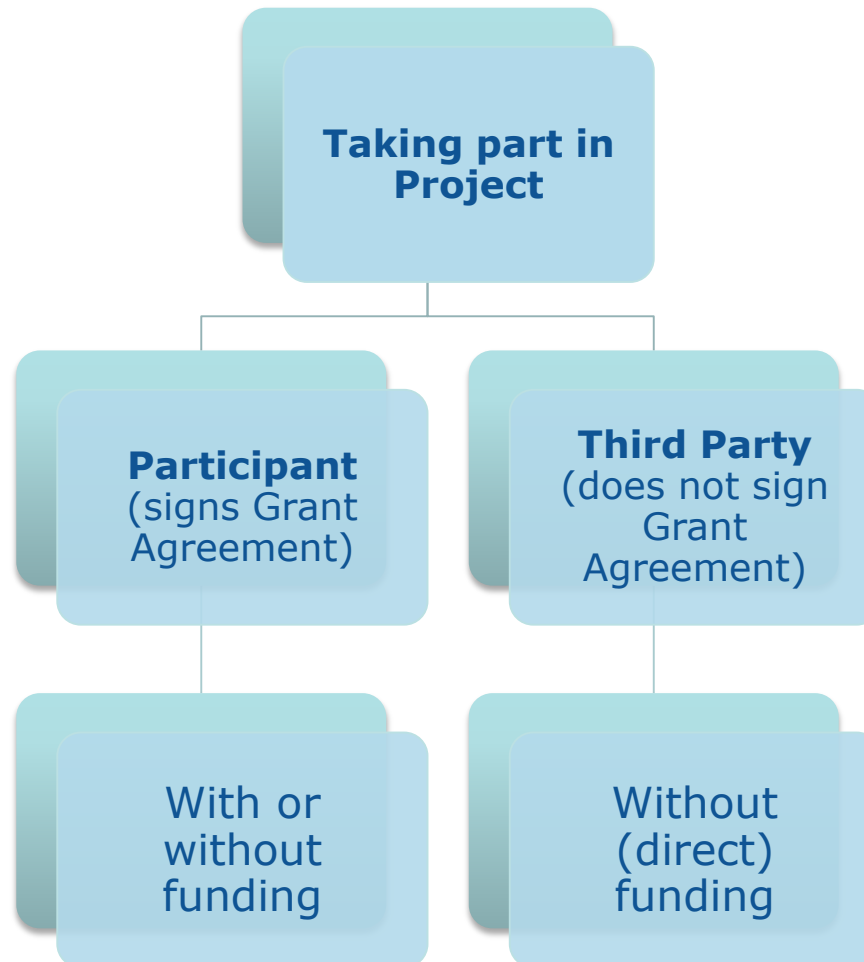 Taking part in
Project
Participant
(signs Grant
Agreement)
Third Party
(does not sign
Grant
Agreement)
With or
without
funding
Without
(direct)
funding